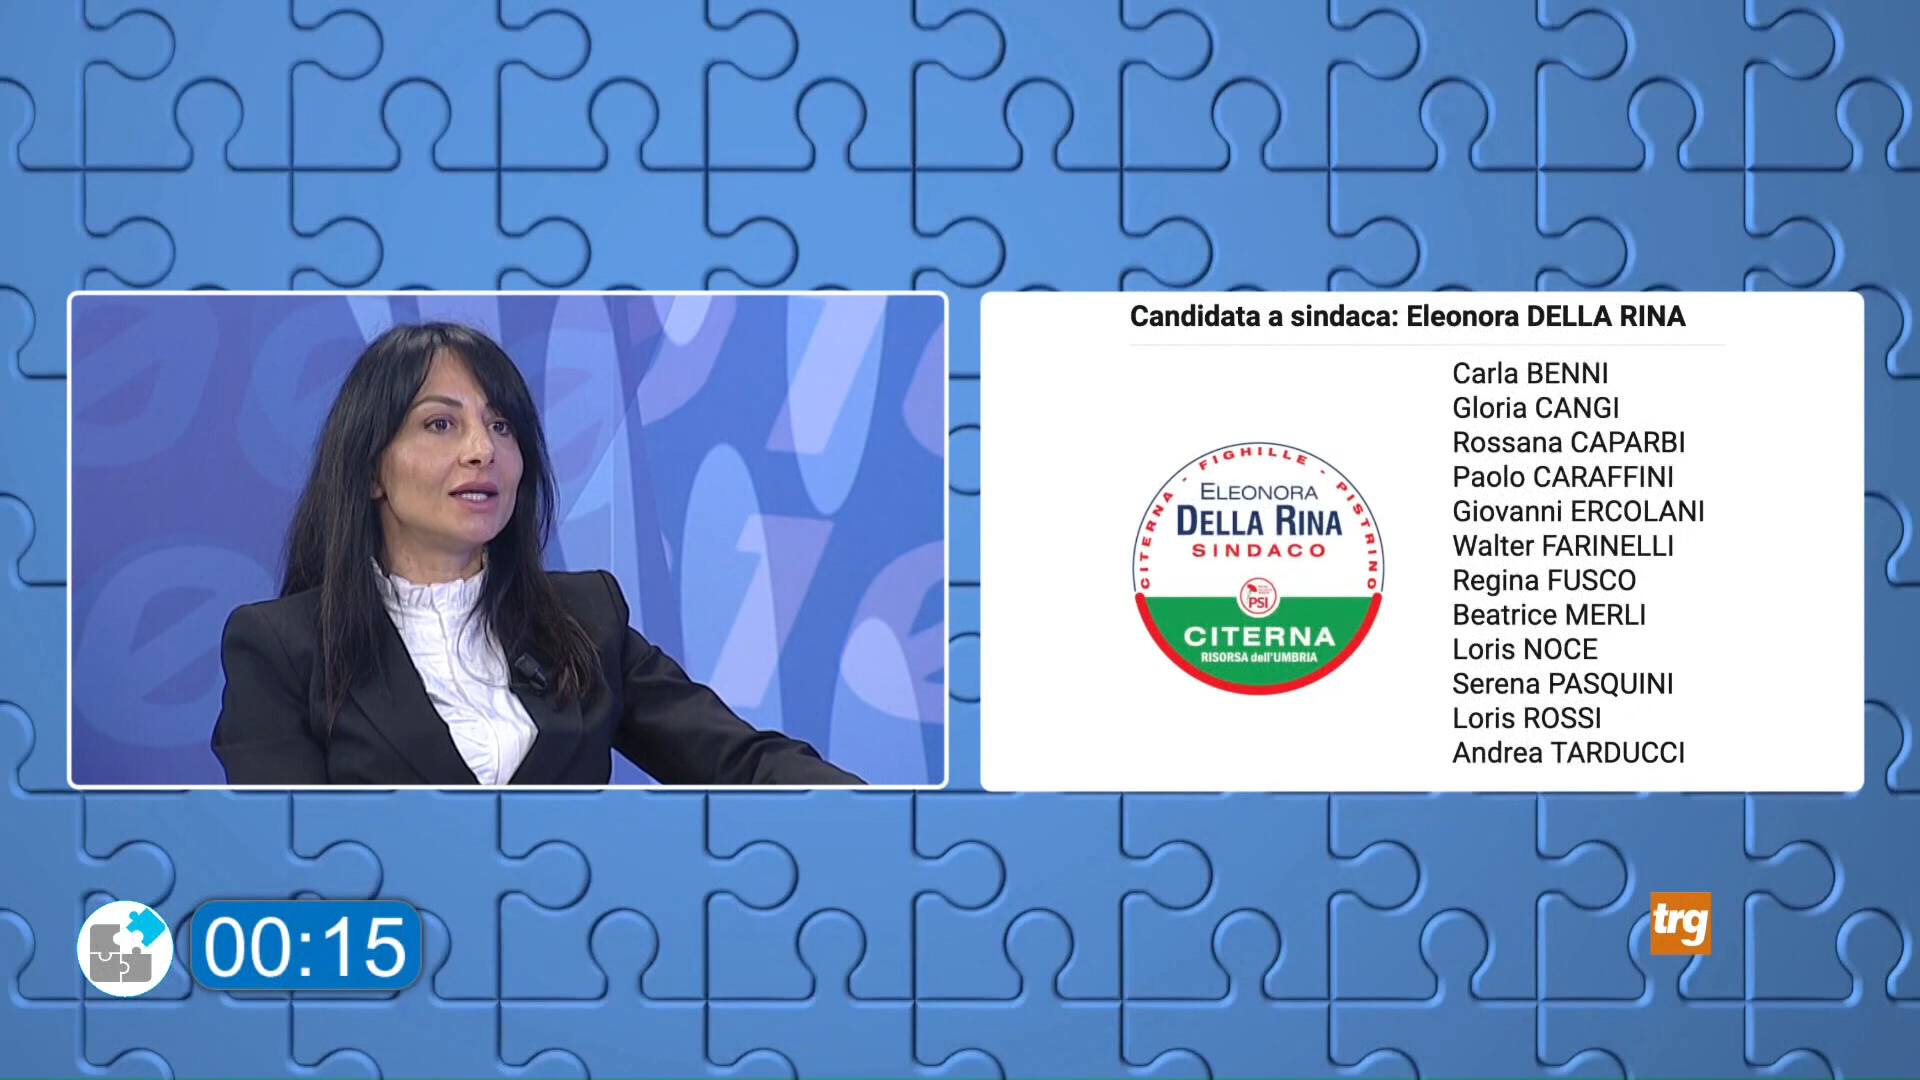 Candidata a sindaca: Eleonora DELLA RINA
CITERNA - FIGHILLE - PISTRINO
ELEONORA
DELLA RINA
SINDACO
PSI
CITERNA
RISORSA dell'UMBRIA
Carla BENNI
Gloria CANGI
Rossana CAPARBI
Paolo CARAFFINI
Giovanni ERCOLANI
Walter FARINELLI
Regina FUSCO
Beatrice MERLI
Loris NOCE
Serena PASQUINI
Loris ROSSI
Andrea TARDUCCI
00:15
trg